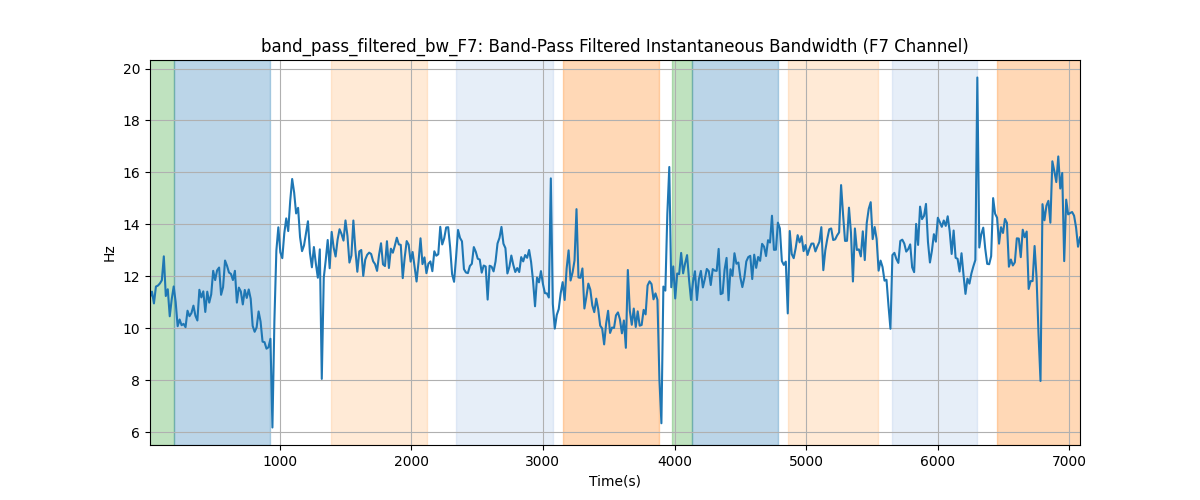 band_pass_filtered_bw_F7: Band-Pass Filtered Instantaneous Bandwidth (F7 Channel)
20
18
16
14
12
10
8
6
Hz
1000 2000 3000 4000 5000 6000 7000
Time(s)